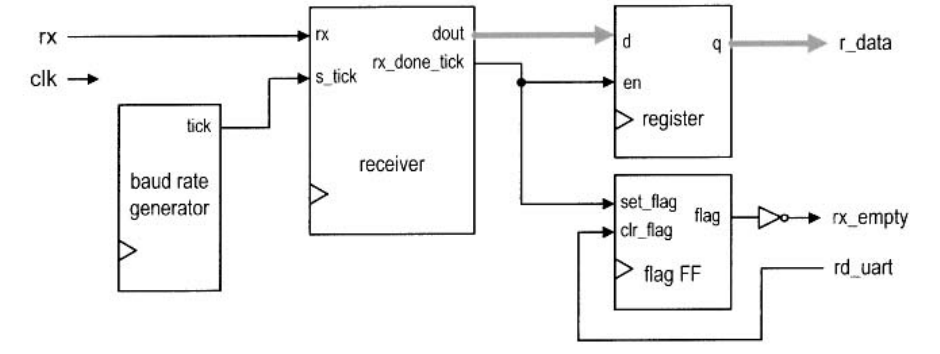 rx
clk
tick
baud rate
generator
rx
dout
rx_done_tick
s_tick
receiver
d
q
en
register
r_data
set_flag
flag
clr_flag
flag FF
rx_empty
rd_uart